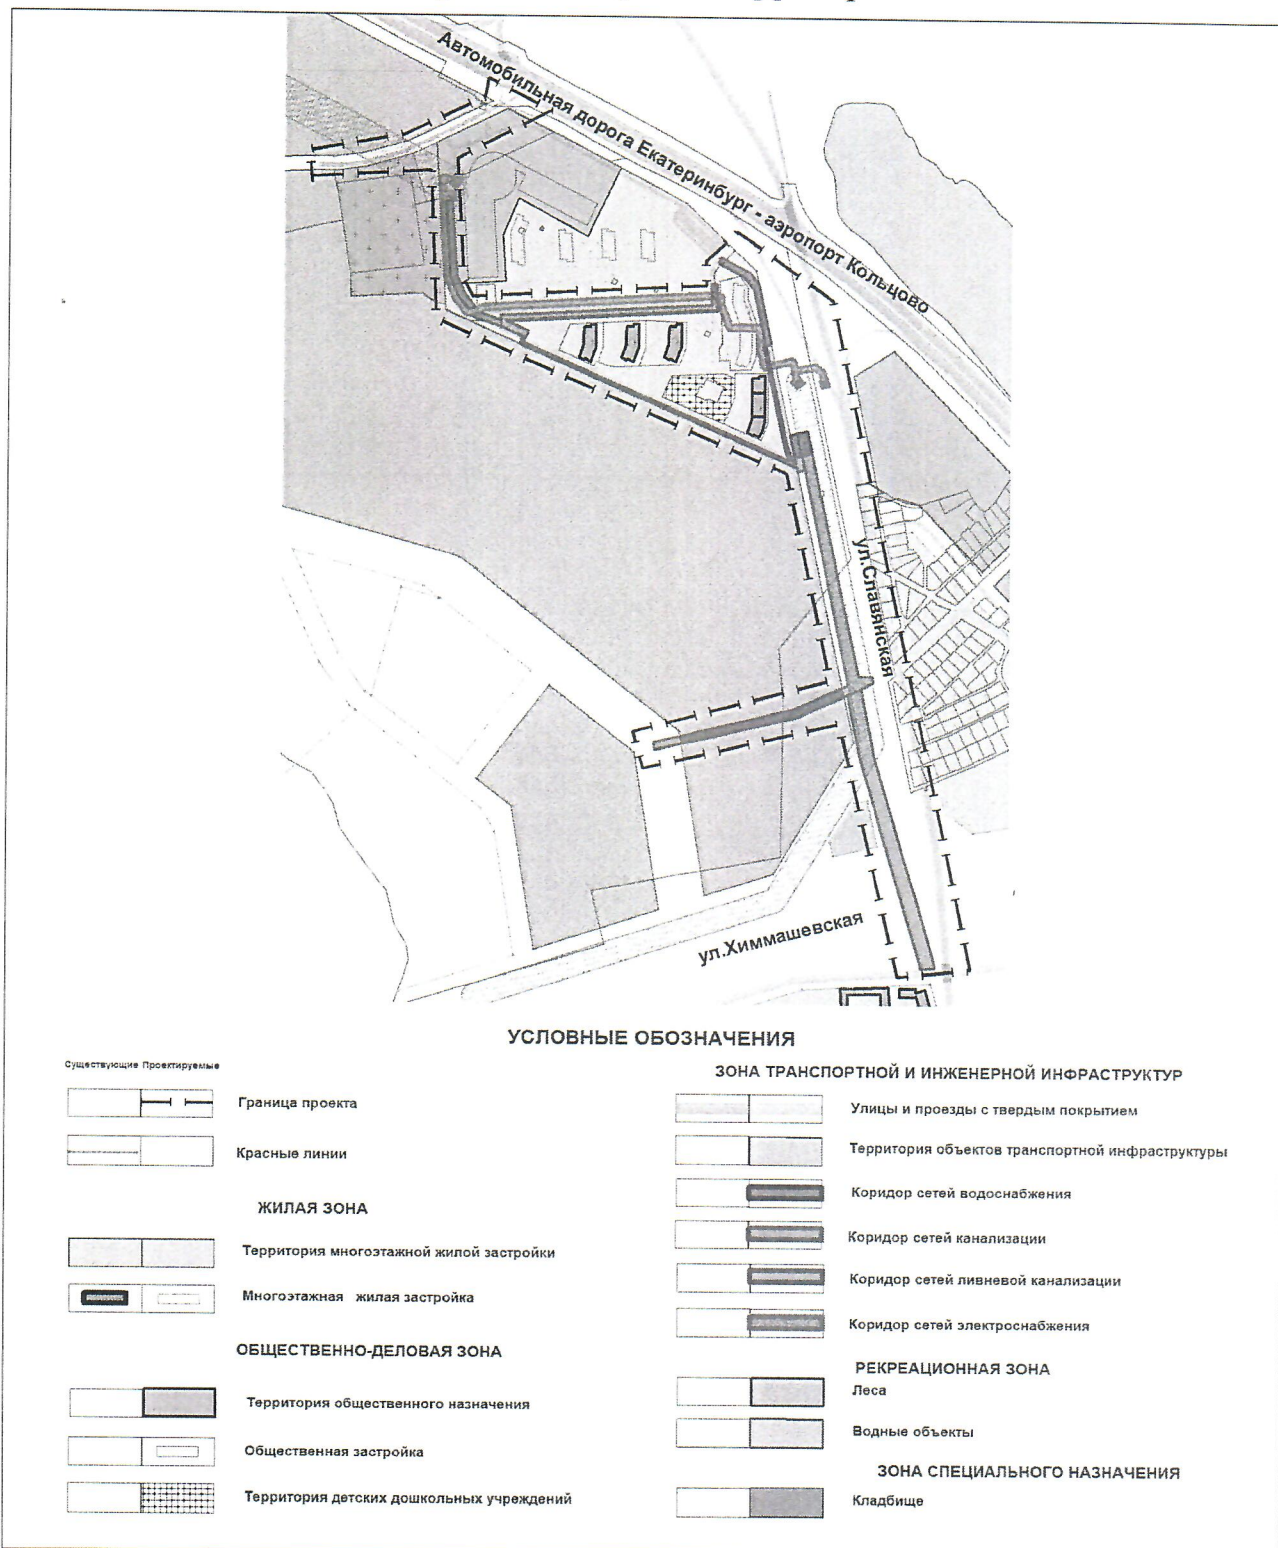 Автомобильная дорога Екатеринбург - аэропорт Кольцово
ул.Славянская
ул.Химмашевская
УСЛОВНЫЕ ОБОЗНАЧЕНИЯ
Существующие Проектируемые
Граница проекта
Красные линии
ЖИЛАЯ ЗОНА
Территория многоэтажной жилой застройки
Многоэтажная жилая застройка
ОБЩЕСТВЕННО-ДЕЛОВАЯ ЗОНА
Территория общественного назначения
Общественная застройка
Территория детских дошкольных учреждений
ЗОНА ТРАНСПОРТНОЙ И ИНЖЕНЕРНОЙ ИНФРАСТРУКТУР
Улицы и проезды с твердым покрытием
Территория объектов транспортной инфраструктуры
Коридор сетей водоснабжения
Коридор сетей канализации
Коридор сетей ливневой канализации
Коридор сетей электроснабжения
РЕКРЕАЦИОННАЯ ЗОНА
Леса
Водные объекты
ЗОНА СПЕЦИАЛЬНОГО НАЗНАЧЕНИЯ
Кладбище